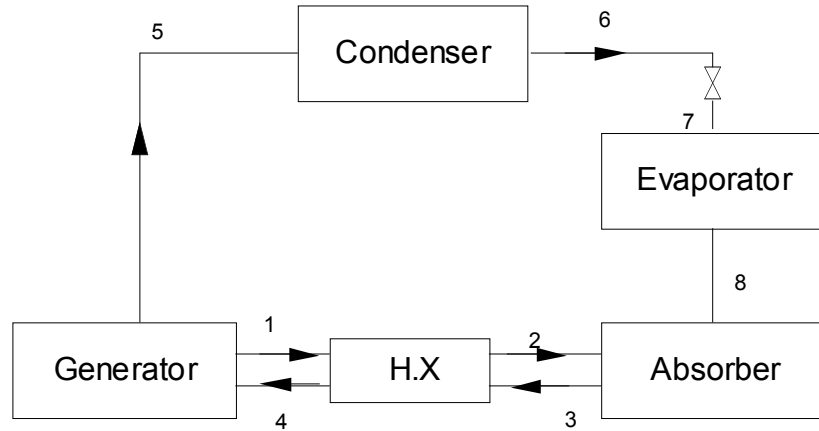 5
6
Condenser
7
Evaporator
8
1
2
Generator
H.X
Absorber
4
3